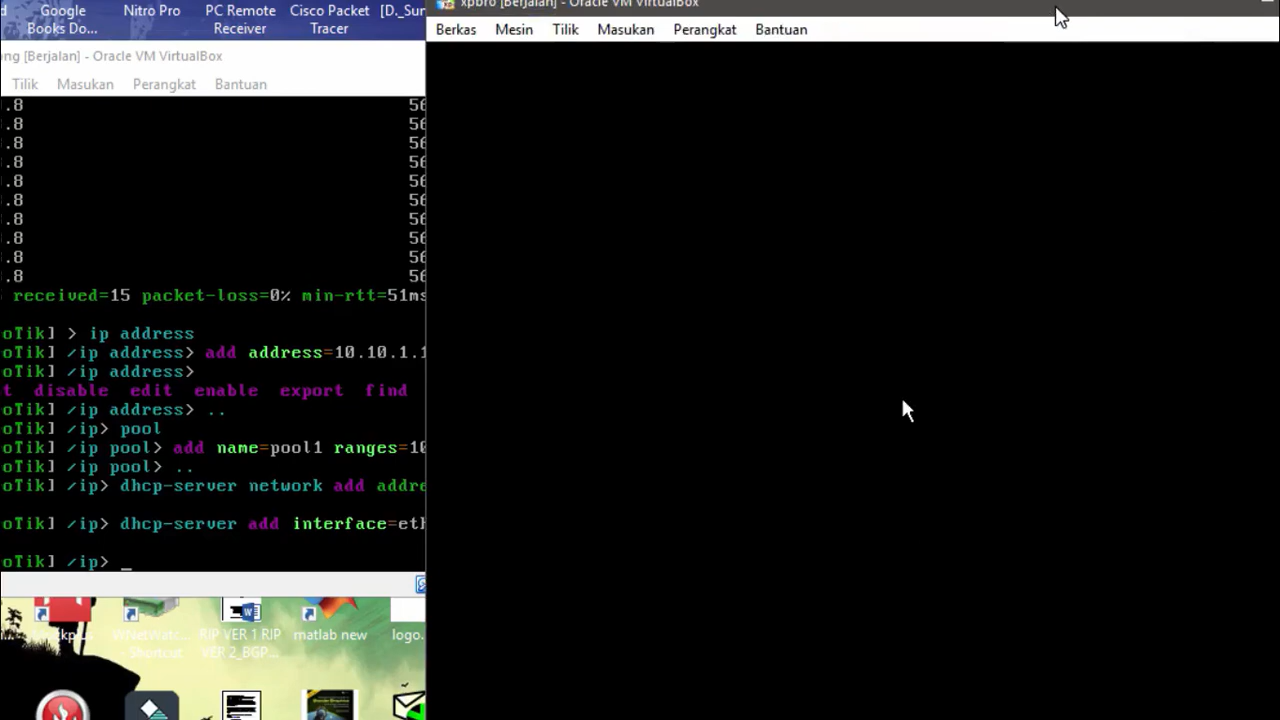 Google
Books Do...
Nitro Pro
PC Remote
Receiver
Cisco Packet
Tracer
[D._Sur
ng [Berjalan] - Oracle VM VirtualBox
Tilik Masukan Perangkat Bantuan
.8 56
.8 56
.8 56
.8 56
.8 56
.8 56
.8 56
.8 56
.8 56
.8 56
received=15 packet-loss=0% min-rtt=51ms
oTik] > ip address
oTik] /ip address> add address=10.10.1.1
oTik] /ip address>
t disable edit enable export find
oTik] /ip address> ..
oTik] /ip> pool
oTik] /ip pool> add name=pool1 ranges=10
oTik] /ip pool> ..
oTik] /ip> dhcp-server network add addre
oTik] /ip> dhcp-server add interface=eth
oTik] /ip> _
xpbro [Berjalan] - Oracle VM VirtualBox
Berkas Mesin Tilik Masukan Perangkat Bantuan
WNetWatc...
- Shortcut
RIP VER 1 RIP
VER 2_BGP...
matlab new
logo.